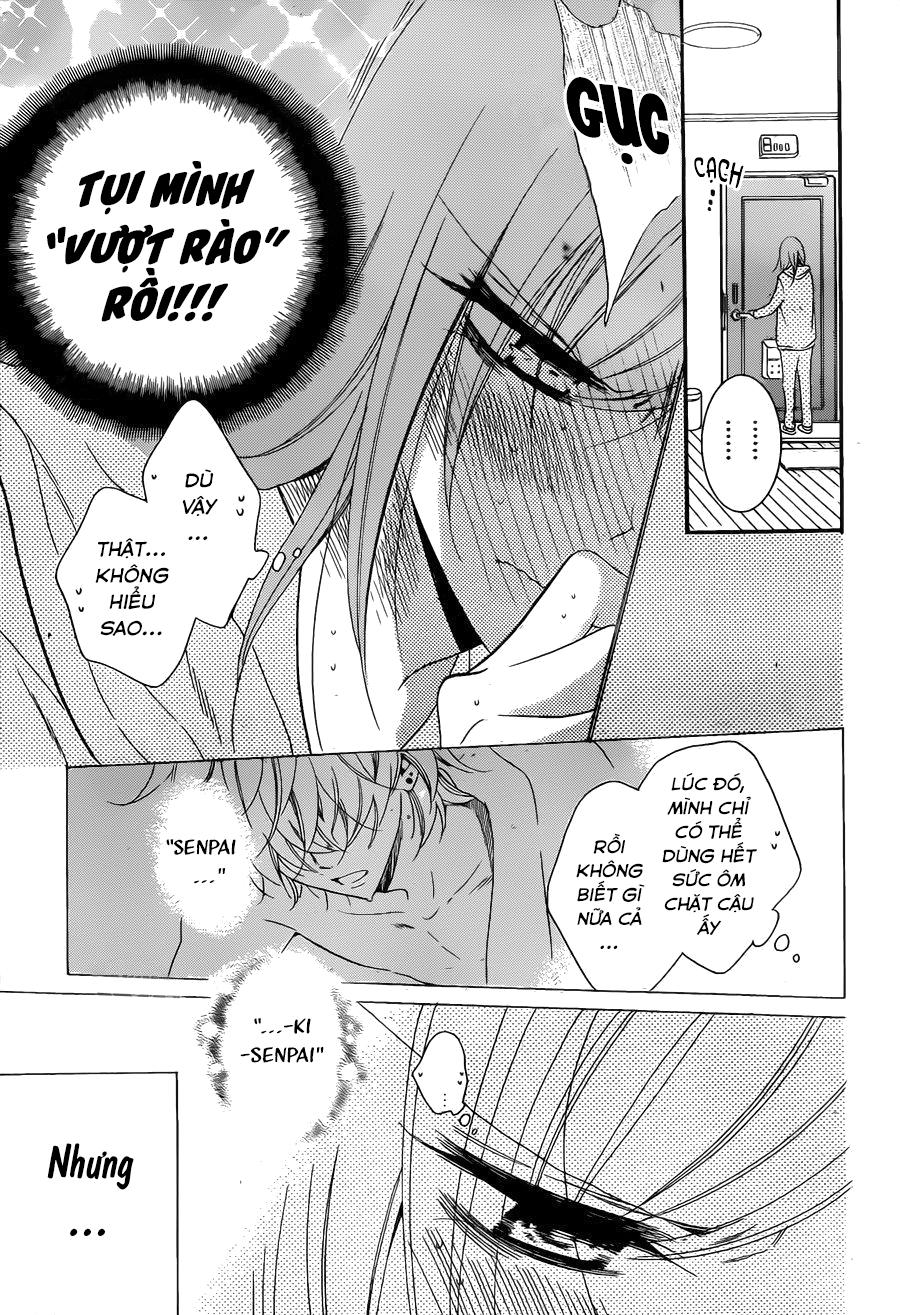 CẠCH
...
......
......
GỤC
TỤI MÌNH
"VƯỢT RÀO"
RỒI!!!
DŨ
VẬY
...
THẬT...
KHÔNG
HIỂU
SAO...
LÚC ĐÓ,
MÌNH CHỈ
CÓ THỂ
DÙNG HẾT
SỨC ÔM
CHẶT CẬU
ẤY
RỒI
KHÔNG
BIẾT GÌ
NỮA CẢ
...
"SENPAI
..."
"...-KI
-SENPAI"
...
Nhưng
...